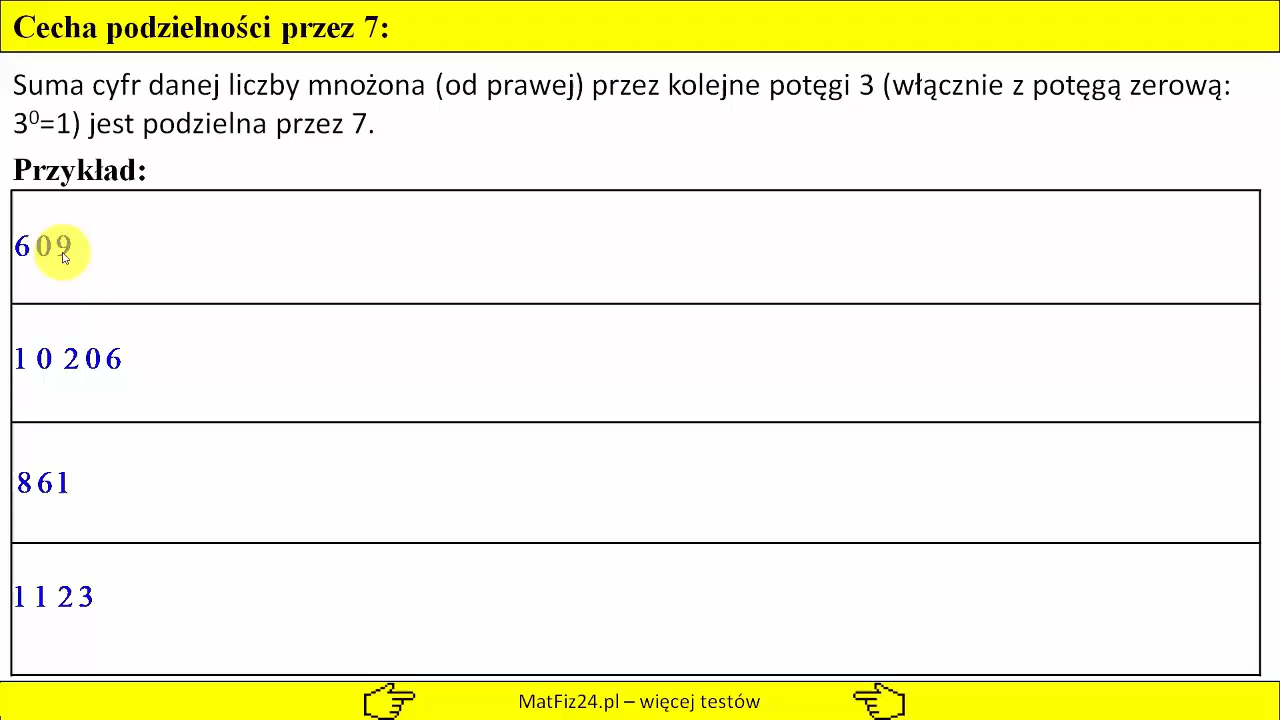 Cecha podzielności przez 7:
Suma cyfr danej liczby mnożona (od prawej) przez kolejne potęgi 3 (włącznie z potęgą zerową:
3⁰=1) jest podzielna przez 7.
Przykład:
6 0 9
1 0 2 0 6
8 6 1
1 1 2 3
MatFiz24.pl – więcej testów